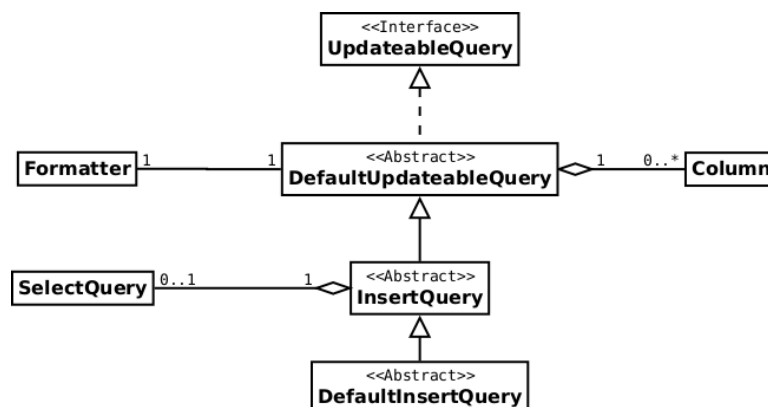 <<Interface>>
UpdateableQuery
Formatter
1
1
<<Abstract>>
DefaultUpdateableQuery
1
0..*
Column
SelectQuery
0..1
1
<<Abstract>>
InsertQuery
<<Abstract>>
DefaultInsertQuery